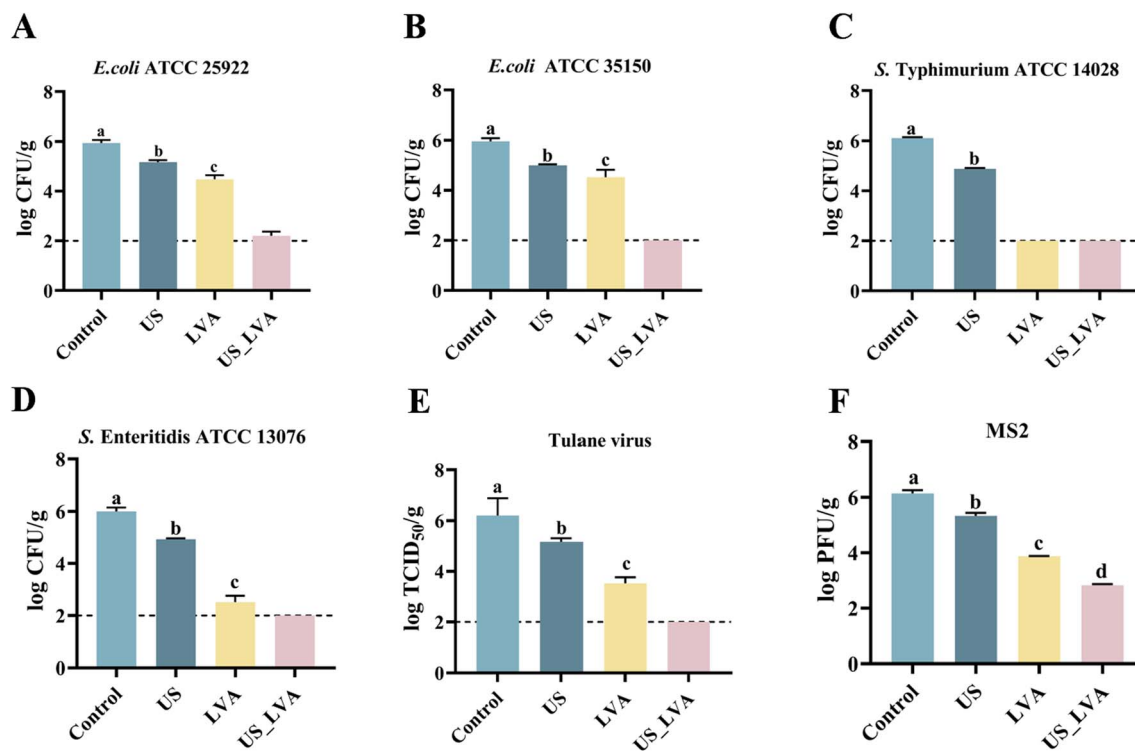 A
E.coli ATCC 25922
log CFU/g
8
6
4
2
0
a
b
c
Control
US
LVA
US_LVA
B
E.coli ATCC 35150
log CFU/g
8
6
4
2
0
a
b
c
Control
US
LVA
US_LVA
C
S. Typhimurium ATCC 14028
log CFU/g
8
6
4
2
0
a
b
Control
US
LVA
US_LVA
D
S. Enteritidis ATCC 13076
log CFU/g
8
6
4
2
0
a
b
c
Control
US
LVA
US_LVA
E
Tulane virus
log TCID₅₀/g
8
6
4
2
0
a
b
c
Control
US
LVA
US_LVA
F
MS2
log PFU/g
8
6
4
2
0
a
b
c
d
Control
US
LVA
US_LVA